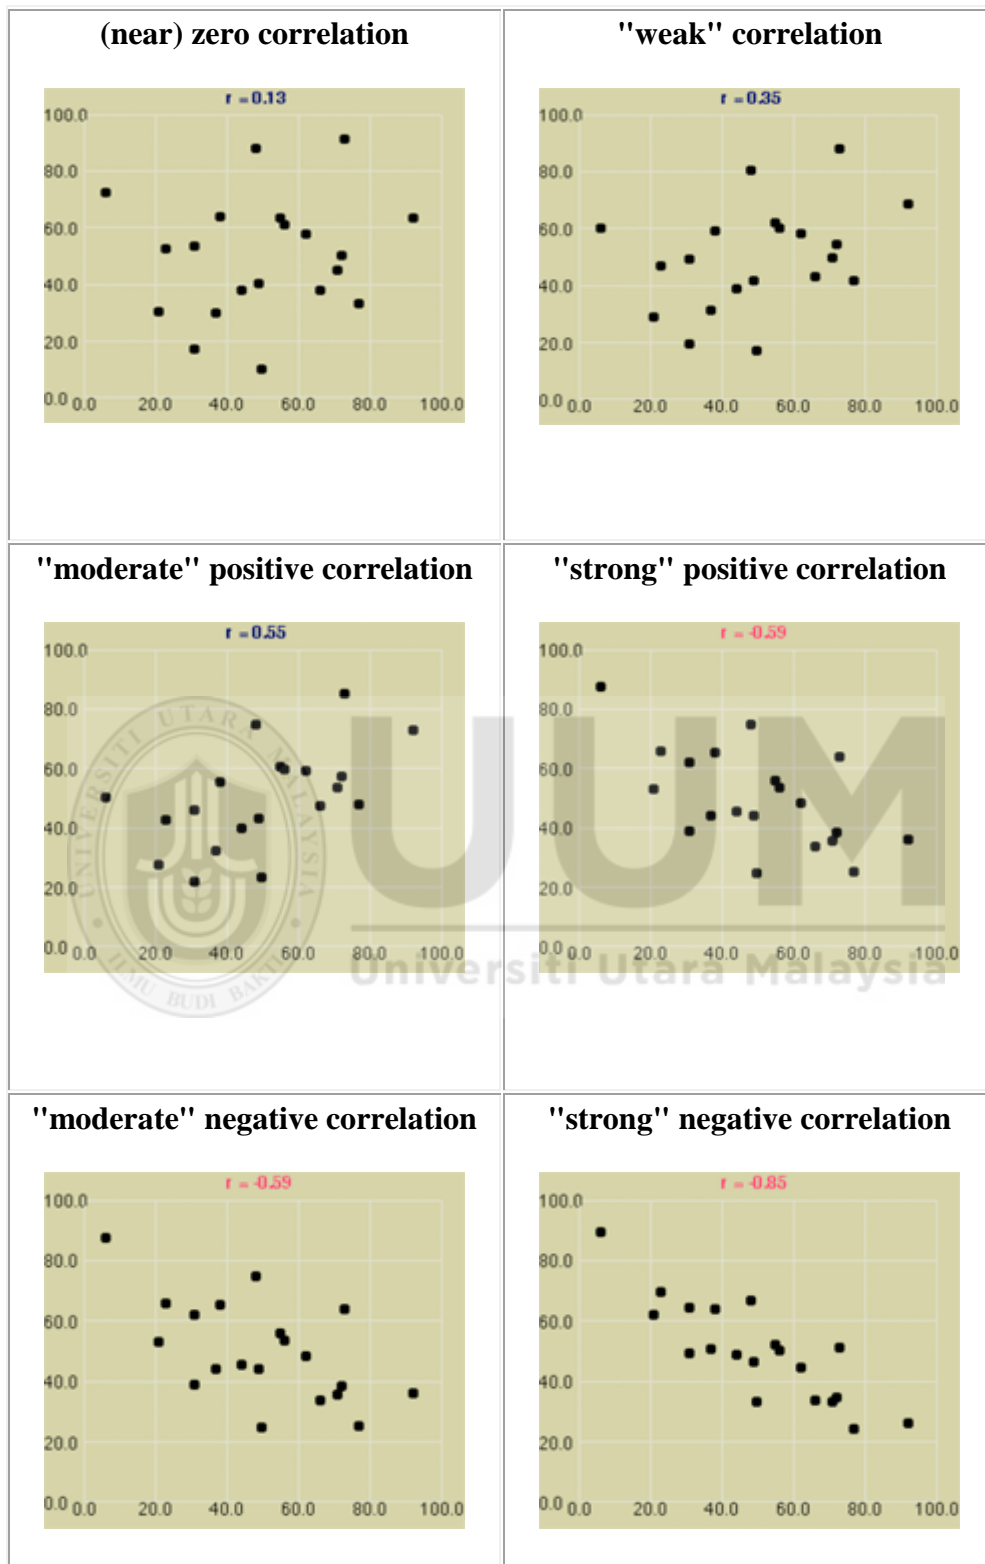 (near) zero correlation
r = 0.13
100.0
80.0
60.0
40.0
20.0
0.0
0.0 20.0 40.0 60.0 80.0 100.0
"weak" correlation
r = 0.35
100.0
80.0
60.0
40.0
20.0
0.0
0.0 20.0 40.0 60.0 80.0 100.0
"moderate" positive correlation
r = 0.55
100.0
80.0
60.0
40.0
20.0
0.0
20.0 40.0 60.0 80.0 100.0
"strong" positive correlation
r = -0.59
100.0
80.0
60.0
40.0
20.0
0.0
0.0 20.0 40.0 60.0 80.0 100.0
UNIVERSITI UTARA MALAYSIA
ILMU BUDI BAKTI
UUM
Universiti Utara Malaysia
"moderate" negative correlation
r = -0.59
100.0
80.0
60.0
40.0
20.0
0.0
0.0 20.0 40.0 60.0 80.0 100.0
"strong" negative correlation
r = -0.85
100.0
80.0
60.0
40.0
20.0
0.0
0.0 20.0 40.0 60.0 80.0 100.0